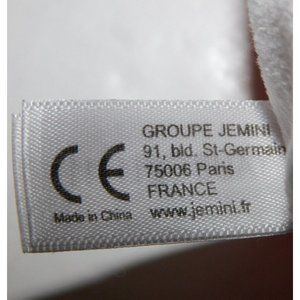 GROUPE JEMINI
91, bld. St-Germain
75006 Paris
FRANCE
www.jemini.fr
CE
Made in China